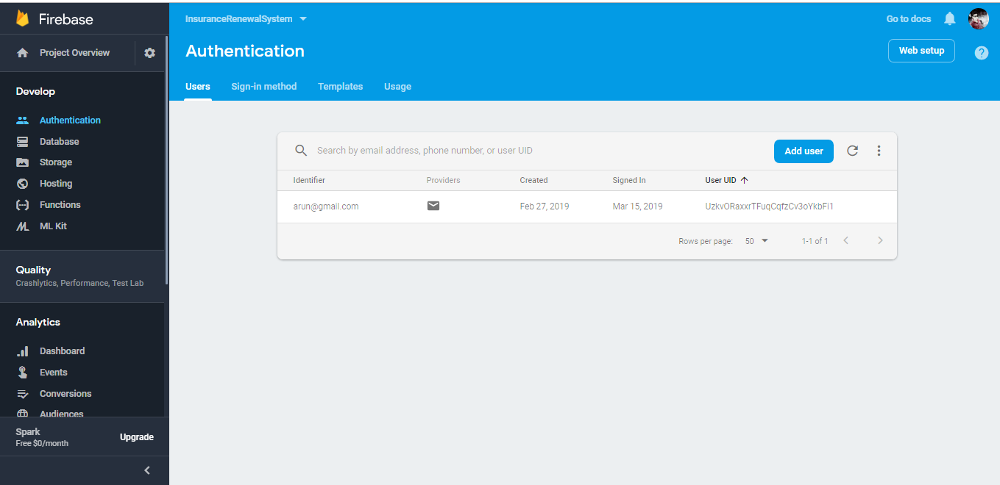 Firebase
Project Overview
Develop
Authentication
Database
Storage
Hosting
Functions
ML Kit
Quality
Crashlytics, Performance, Test Lab
Analytics
Dashboard
Events
Conversions
Audiences
Spark
Free $0/month
Upgrade
InsuranceRenewalSystem
Go to docs
Authentication
Web setup
?
Users Sign-in method Templates Usage
Search by email address, phone number, or user UID
Add user
Identifier Providers Created Signed In User UID
arun@gmail.com Feb 27, 2019 Mar 15, 2019 UzkvORaxxrTFuqCqfzCv3oYkbFi1
Rows per page: 50 1-1 of 1